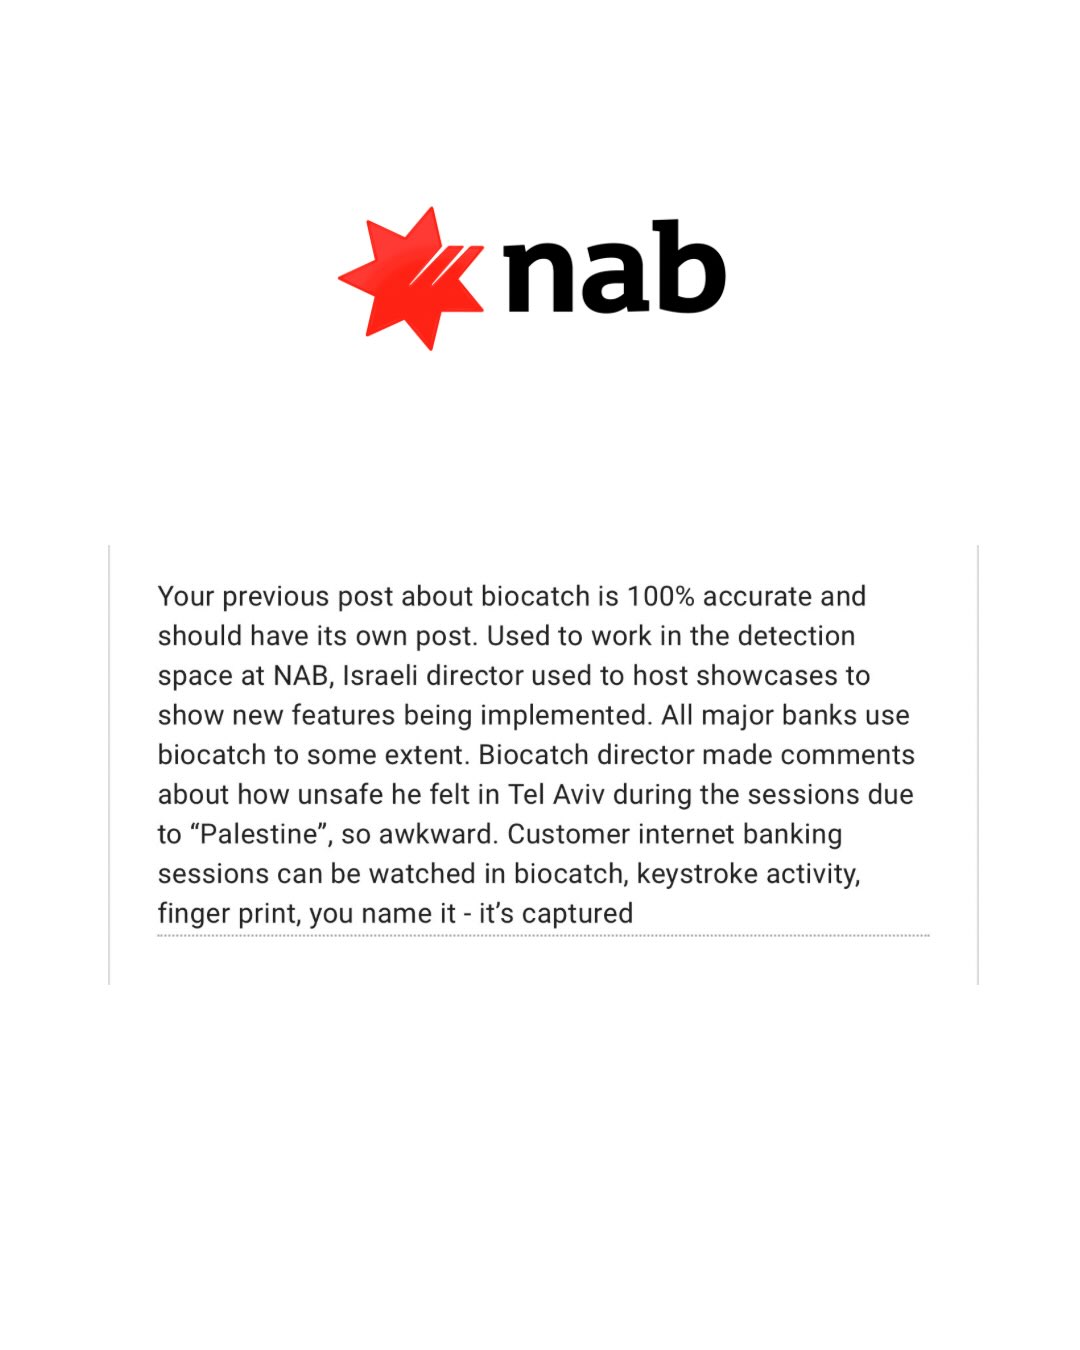 nab
Your previous post about biocatch is 100% accurate and
should have its own post. Used to work in the detection
space at NAB, Israeli director used to host showcases to
show new features being implemented. All major banks use
biocatch to some extent. Biocatch director made comments
about how unsafe he felt in Tel Aviv during the sessions due
to “Palestine”, so awkward. Customer internet banking
sessions can be watched in biocatch, keystroke activity,
finger print, you name it - it’s captured